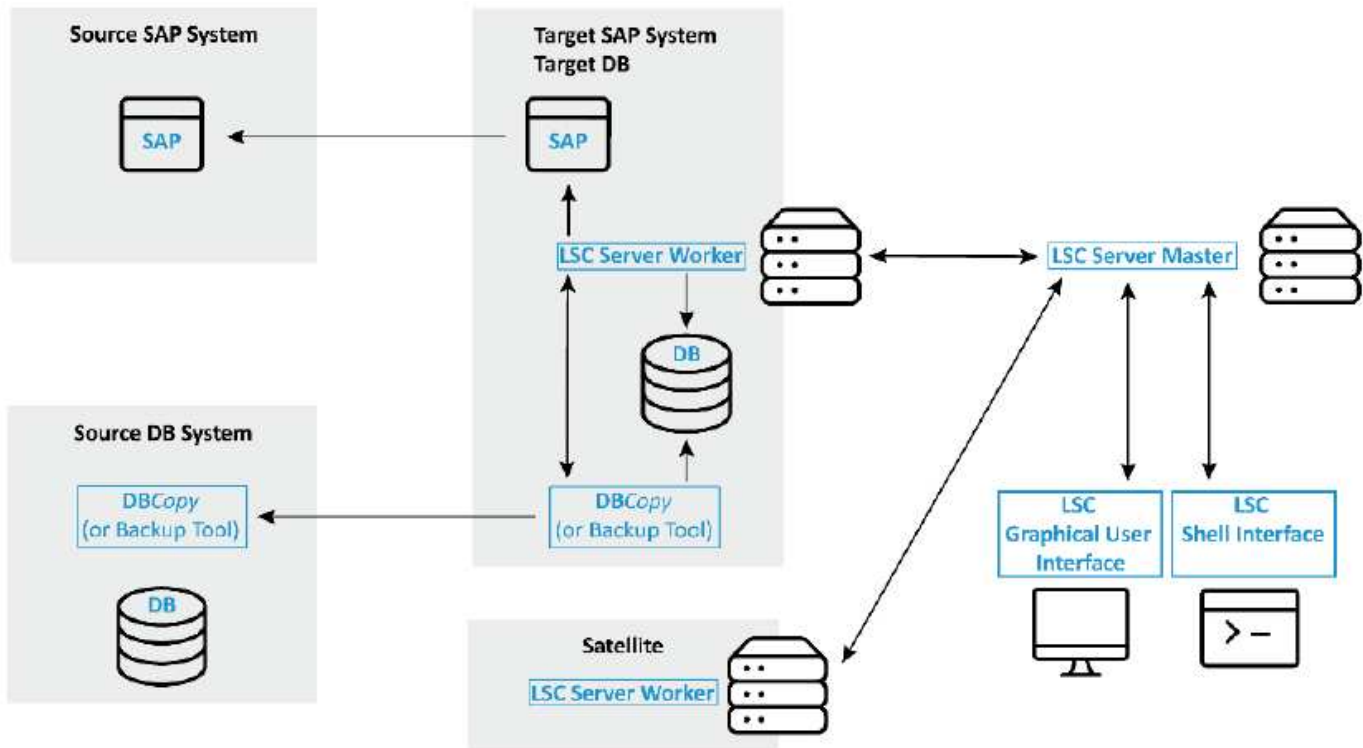 Source SAP System
SAP
Target SAP System
Target DB
SAP
LSC Server Worker
DB
DBCopy
(or Backup Tool)
LSC Server Master
Source DB System
DBCopy
(or Backup Tool)
DB
LSC
Graphical User
Interface
LSC
Shell Interface
Satellite
LSC Server Worker